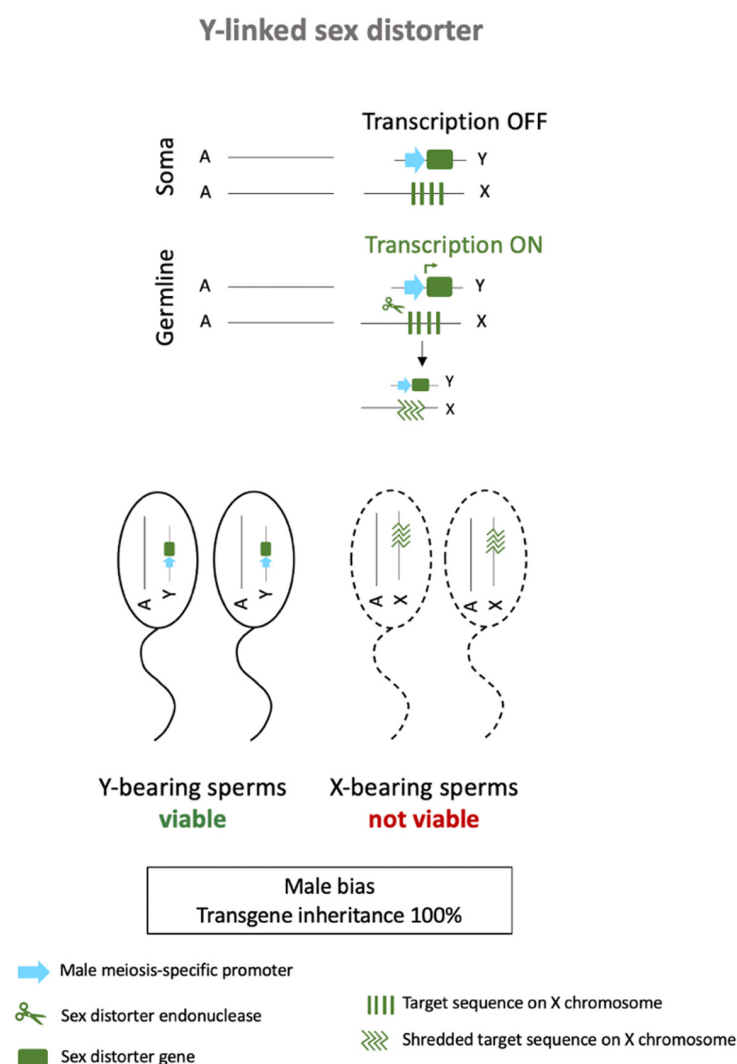 Y-linked sex distorter
Transcription OFF
Soma
A
Y
A
X
Transcription ON
Germline
A
Y
A
X
Y
X
A
Y
A
Y
A
X
A
X
Y-bearing sperms
viable
X-bearing sperms
not viable
Male bias
Transgene inheritance 100%
Male meiosis-specific promoter
Sex distorter endonuclease
Sex distorter gene
Target sequence on X chromosome
Shredded target sequence on X chromosome